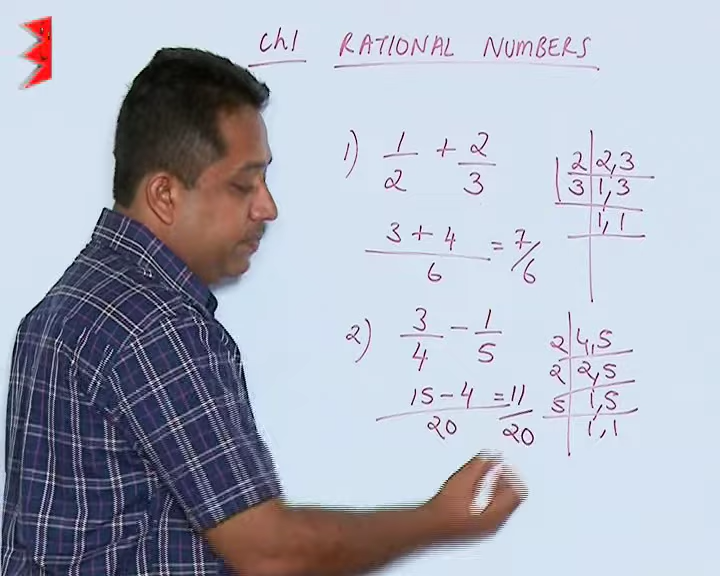 Ch1 RATIONAL NUMBERS
1) 1/2 + 2/3
2 | 2,3
3 | 1,3
1,1
3+4/6 = 7/6
2) 3/4 - 1/5
2 | 4,5
2 | 2,5
5 | 1,5
1,1
15-4/20 = 11/20